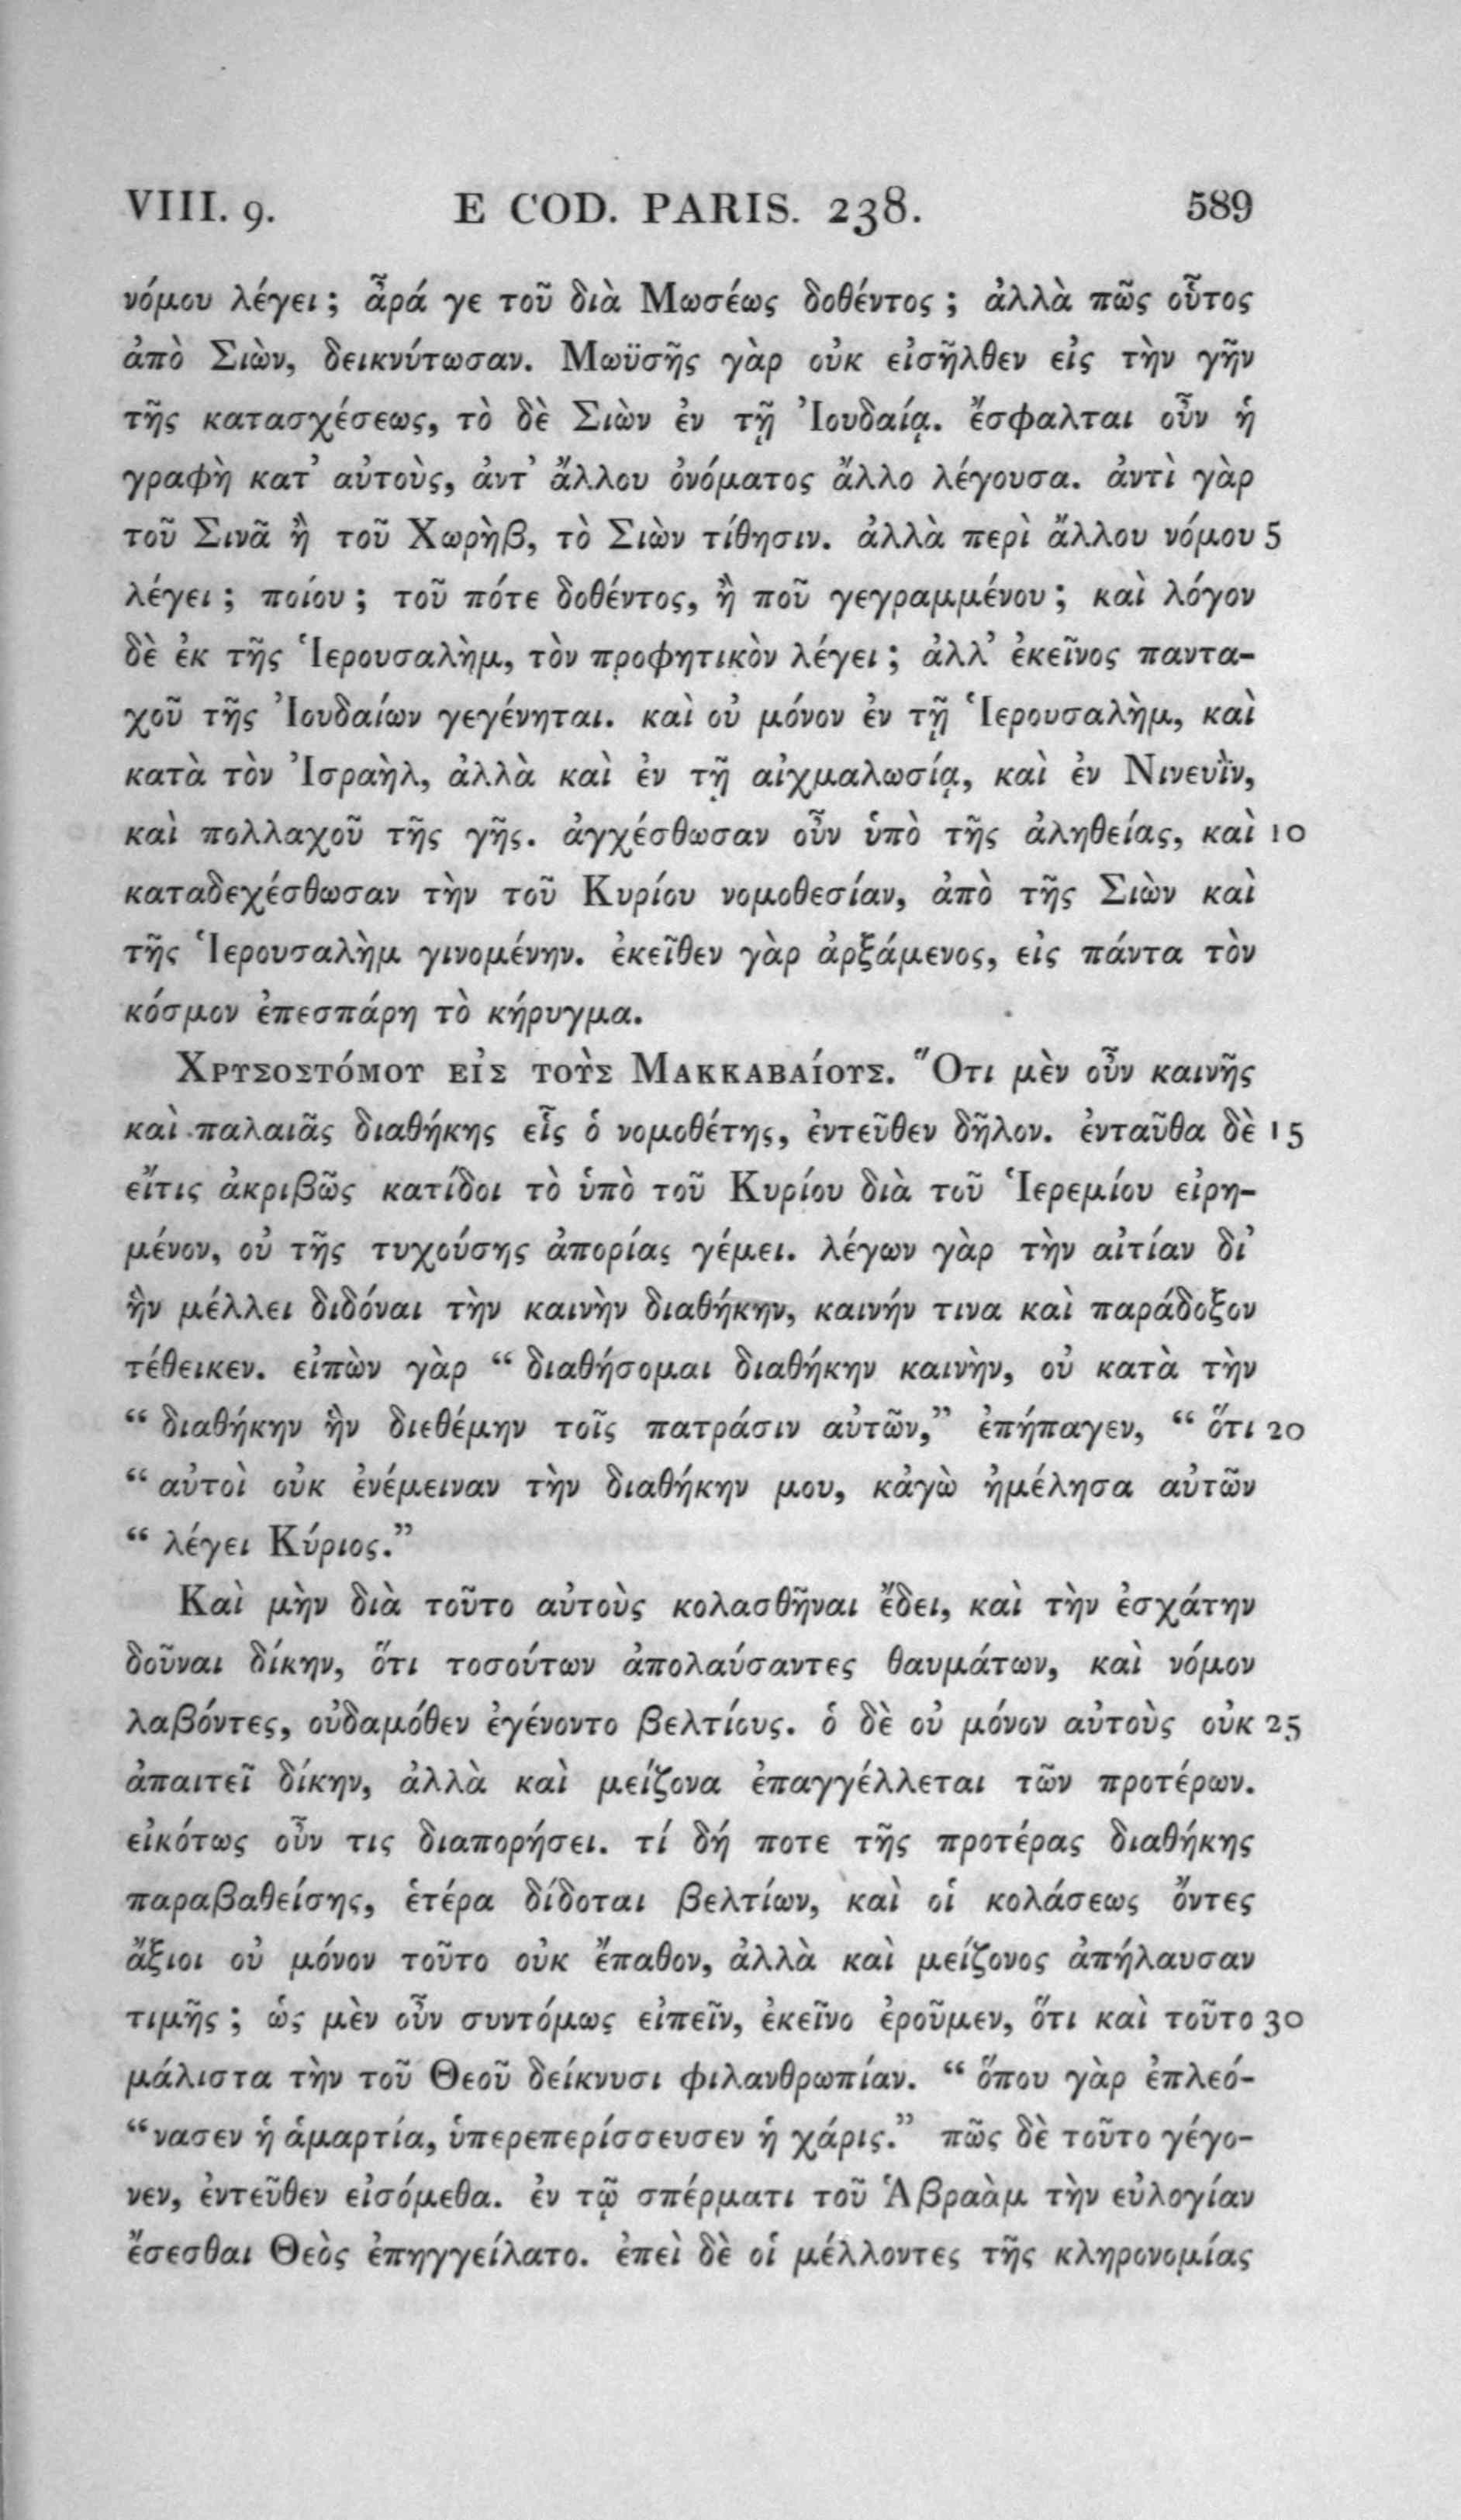 VIII. 9. E COD. PARIS. 238. 589
νόμου λέγει ; ἆρά γε τοῦ διὰ Μωσέως δοθέντος ; ἀλλὰ πῶς οὗτος
ἀπὸ Σιὼν, δεικνύτωσαν. Μωϋσῆς γὰρ οὐκ εἰσῆλθεν εἰς τὴν γῆν
τῆς κατασχέσεως, τὸ δὲ Σιὼν ἐν τῇ Ἰουδαίᾳ. ἔσφαλται οὖν ἡ
γραφὴ κατ’ αὐτοὺς, ἀντ’ ἄλλου ὀνόματος ἄλλο λέγουσα. ἀντὶ γὰρ
τοῦ Σινᾶ ἢ τοῦ Χωρὴβ, τὸ Σιὼν τίθησιν. ἀλλὰ περὶ ἄλλου νόμου 5
λέγει ; ποίου ; τοῦ πότε δοθέντος, ἢ ποῦ γεγραμμένου ; καὶ λόγον
δὲ ἐκ τῆς Ἱερουσαλὴμ, τὸν προφητικὸν λέγει ; ἀλλ’ ἐκεῖνος παντα-
χοῦ τῆς Ἰουδαίων γεγένηται. καὶ οὐ μόνον ἐν τῇ Ἱερουσαλὴμ, καὶ
κατὰ τὸν Ἰσραὴλ, ἀλλὰ καὶ ἐν τῇ αἰχμαλωσίᾳ, καὶ ἐν Νινευῒν,
καὶ πολλαχοῦ τῆς γῆς. ἀγχέσθωσαν οὖν ὑπὸ τῆς ἀληθείας, καὶ 10
καταδεχέσθωσαν τὴν τοῦ Κυρίου νομοθεσίαν, ἀπὸ τῆς Σιὼν καὶ
τῆς Ἱερουσαλὴμ γινομένην. ἐκεῖθεν γὰρ ἀρξάμενος, εἰς πάντα τὸν
κόσμον ἐπεσπάρη τὸ κήρυγμα.
ΧΡΥΣΟΣΤόΜΟΥ ΕἰΣ ΤΟῪΣ ΜΑΚΚΑΒΑίΟΥΣ. Ὅτι μὲν οὖν καινῆς
καὶ παλαιᾶς διαθήκης εἷς ὁ νομοθέτης, ἐντεῦθεν δῆλον. ἐνταῦθα δὲ 15
εἴτις ἀκριβῶς κατίδοι τὸ ὑπὸ τοῦ Κυρίου διὰ τοῦ Ἱερεμίου εἰρη-
μένον, οὐ τῆς τυχούσης ἀπορίας γέμει. λέγων γὰρ τὴν αἰτίαν δι’
ἣν μέλλει διδόναι τὴν καινὴν διαθήκην, καινήν τινα καὶ παράδοξον
τέθεικεν. εἰπὼν γὰρ “ διαθήσομαι διαθήκην καινὴν, οὐ κατὰ τὴν
“ διαθήκην ἣν διεθέμην τοῖς πατράσιν αὐτῶν,” ἐπήπαγεν, “ ὅτι 20
“ αὐτοὶ οὐκ ἐνέμειναν τὴν διαθήκην μου, κἀγὼ ἠμέλησα αὐτῶν
“ λέγει Κύριος.”
Καὶ μὴν διὰ τοῦτο αὐτοὺς κολασθῆναι ἔδει, καὶ τὴν ἐσχάτην
δοῦναι δίκην, ὅτι τοσούτων ἀπολαύσαντες θαυμάτων, καὶ νόμον
λαβόντες, οὐδαμόθεν ἐγένοντο βελτίους. ὁ δὲ οὐ μόνον αὐτοὺς οὐκ 25
ἀπαιτεῖ δίκην, ἀλλὰ καὶ μείζονα ἐπαγγέλλεται τῶν προτέρων.
εἰκότως οὖν τις διαπορήσει. τί δή ποτε τῆς προτέρας διαθήκης
παραβαθείσης, ἑτέρα δίδοται βελτίων, καὶ οἱ κολάσεως ὄντες
ἄξιοι οὐ μόνον τοῦτο οὐκ ἔπαθον, ἀλλὰ καὶ μείζονος ἀπήλαυσαν
τιμῆς ; ὡς μὲν οὖν συντόμως εἰπεῖν, ἐκεῖνο ἐροῦμεν, ὅτι καὶ τοῦτο 30
μάλιστα τὴν τοῦ Θεοῦ δείκνυσι φιλανθρωπίαν. “ ὅπου γὰρ ἐπλεό-
“νασεν ἡ ἁμαρτία, ὑπερεπερίσσευσεν ἡ χάρις.” πῶς δὲ τοῦτο γέγο-
νεν, ἐντεῦθεν εἰσόμεθα. ἐν τῷ σπέρματι τοῦ Ἀβραὰμ τὴν εὐλογίαν
ἔσεσθαι Θεὸς ἐπηγγείλατο. ἐπεὶ δὲ οἱ μέλλοντες τῆς κληρονομίας